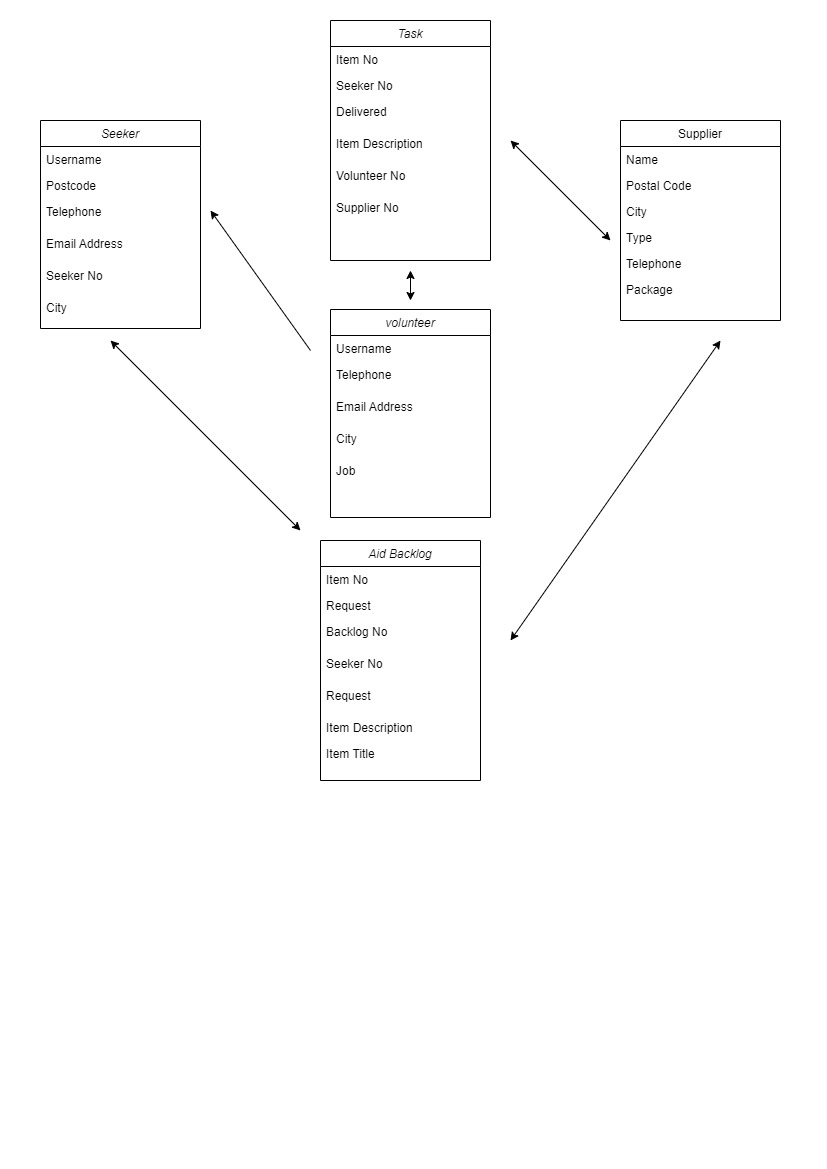 Task
Item No
Seeker No
Delivered
Item Description
Volunteer No
Supplier No
Seeker
Username
Postcode
Telephone
Email Address
Seeker No
City
Supplier
Name
Postal Code
City
Type
Telephone
Package
volunteer
Username
Telephone
Email Address
City
Job
Aid Backlog
Item No
Request
Backlog No
Seeker No
Request
Item Description
Item Title